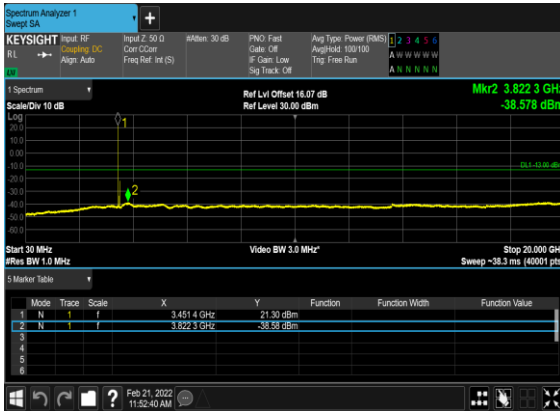 Spectrum Analyzer 1
Swept SA
+
KEYSIGHT Input: RF Input Z: 50 Ω #Atten: 30 dB PNO: Fast Avg Type: Power (RMS) 1 2 3 4 5 6
RL Coupling: DC Corr CCorr Gate: Off Avg|Hold: 100/100 A W W W W W
Align: Auto Freq Ref: Int (S) IF Gain: Low Trig: Free Run
Sig Track: Off A N N N N N
1 Spectrum Ref Lvl Offset 16.07 dB Mkr2 3.822 3 GHz
Scale/Div 10 dB Ref Level 30.00 dBm -38.578 dBm
Log
1
20.0
10.0
0.00
-10.0
DL1 -13.00 dBm
-20.0
-30.0
2
-40.0
-50.0
-60.0
Start 30 MHz Video BW 3.0 MHz* Stop 20.000 GHz
#Res BW 1.0 MHz Sweep ~38.3 ms (40001 pts)
5 Marker Table
Mode Trace Scale X Y Function Function Width Function Value
1 N 1 f 3.451 4 GHz 21.30 dBm
2 N 1 f 3.822 3 GHz -38.58 dBm
3
4
5
6
? Feb 21, 2022
11:52:40 AM